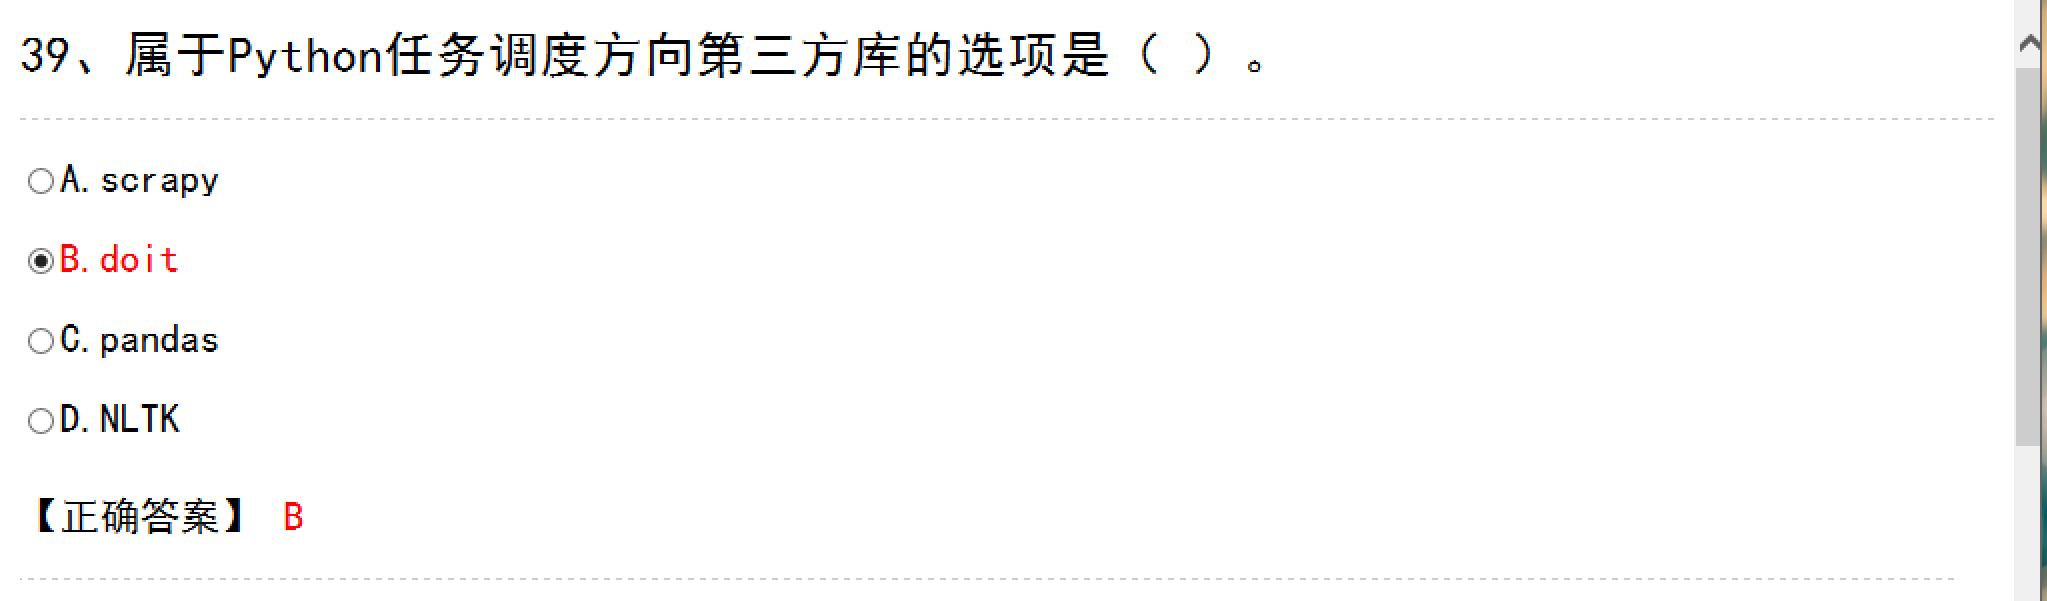 39、属于Python任务调度方向第三方库的选项是（ ）。
A. scrapy
B. doit
C. pandas
D. NLTK
【正确答案】 B